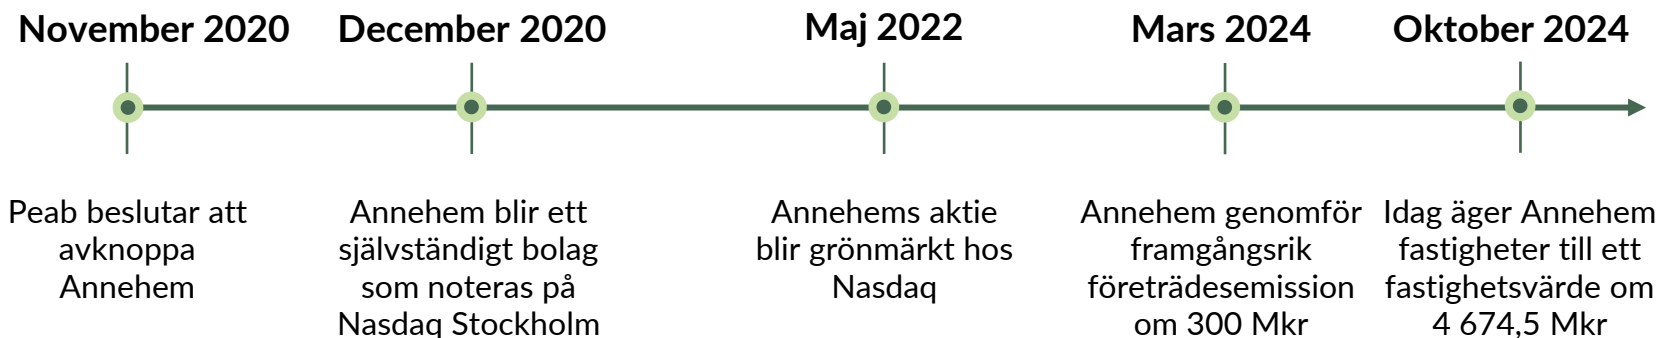 November 2020
December 2020
Maj 2022
Mars 2024
Oktober 2024
Peab beslutar att
avknoppa
Annehem
Annehem blir ett
självständigt bolag
som noteras på
Nasdaq Stockholm
Annehems aktie
blir grönmärkt hos
Nasdaq
Annehem genomför
framgångsrik
företrädesemission
om 300 Mkr
Idag äger Annehem
fastigheter till ett
fastighetsvärde om
4 674,5 Mkr